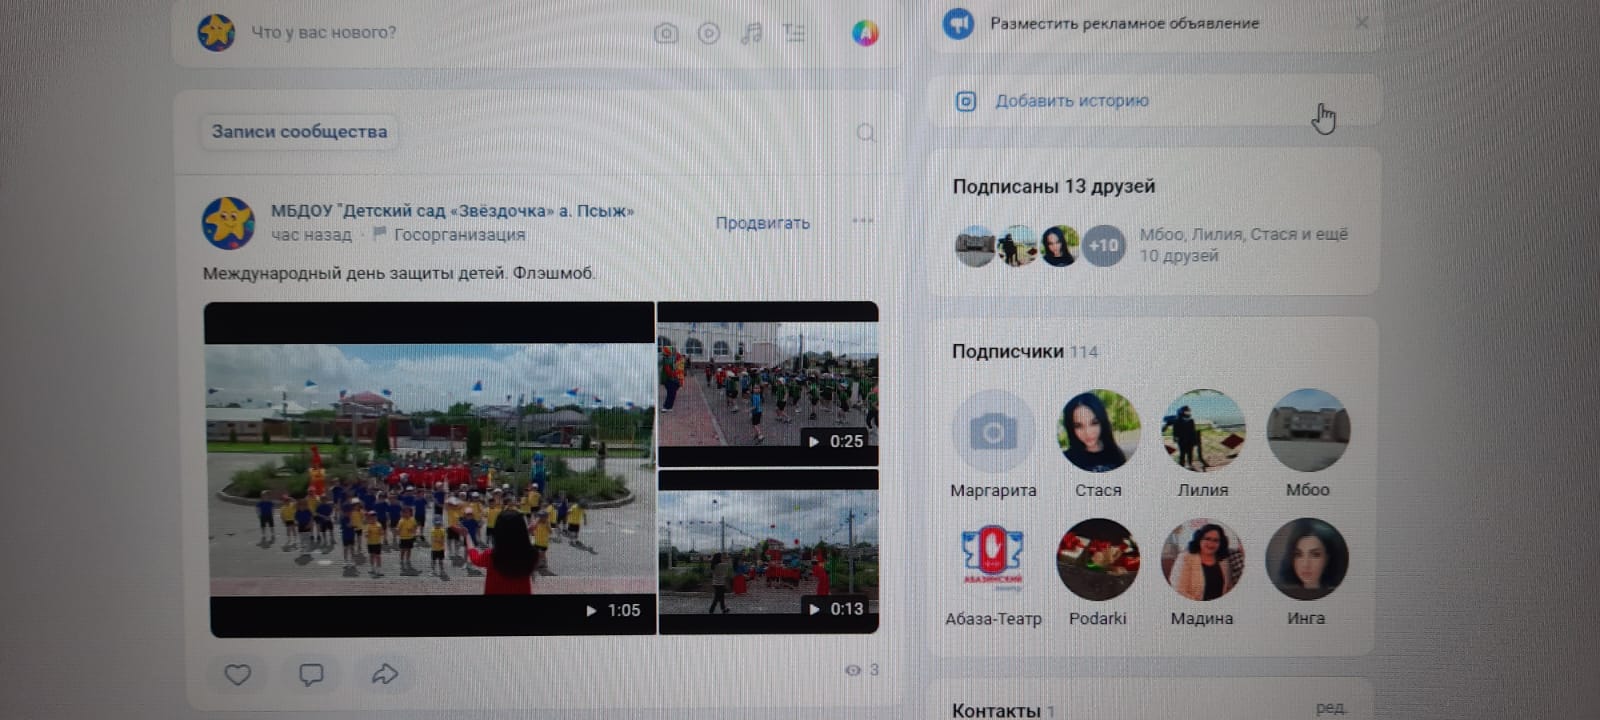 Что у вас нового?
Записи сообщества
МБДОУ "Детский сад «Звёздочка» а. Псыж»
час назад · Госорганизация
Продвигать
Международный день защиты детей. Флэшмоб.
0:25
1:05
0:13
3
Разместить рекламное объявление
Добавить историю
Подписаны 13 друзей
+10
Мбоо, Лилия, Стася и ещё
10 друзей
Подписчики 114
Маргарита Стася Лилия Мбоо
АБАЗИНСКИЙ
Абаза-Театр Podarki Мадина Инга
Контакты 1
ред.